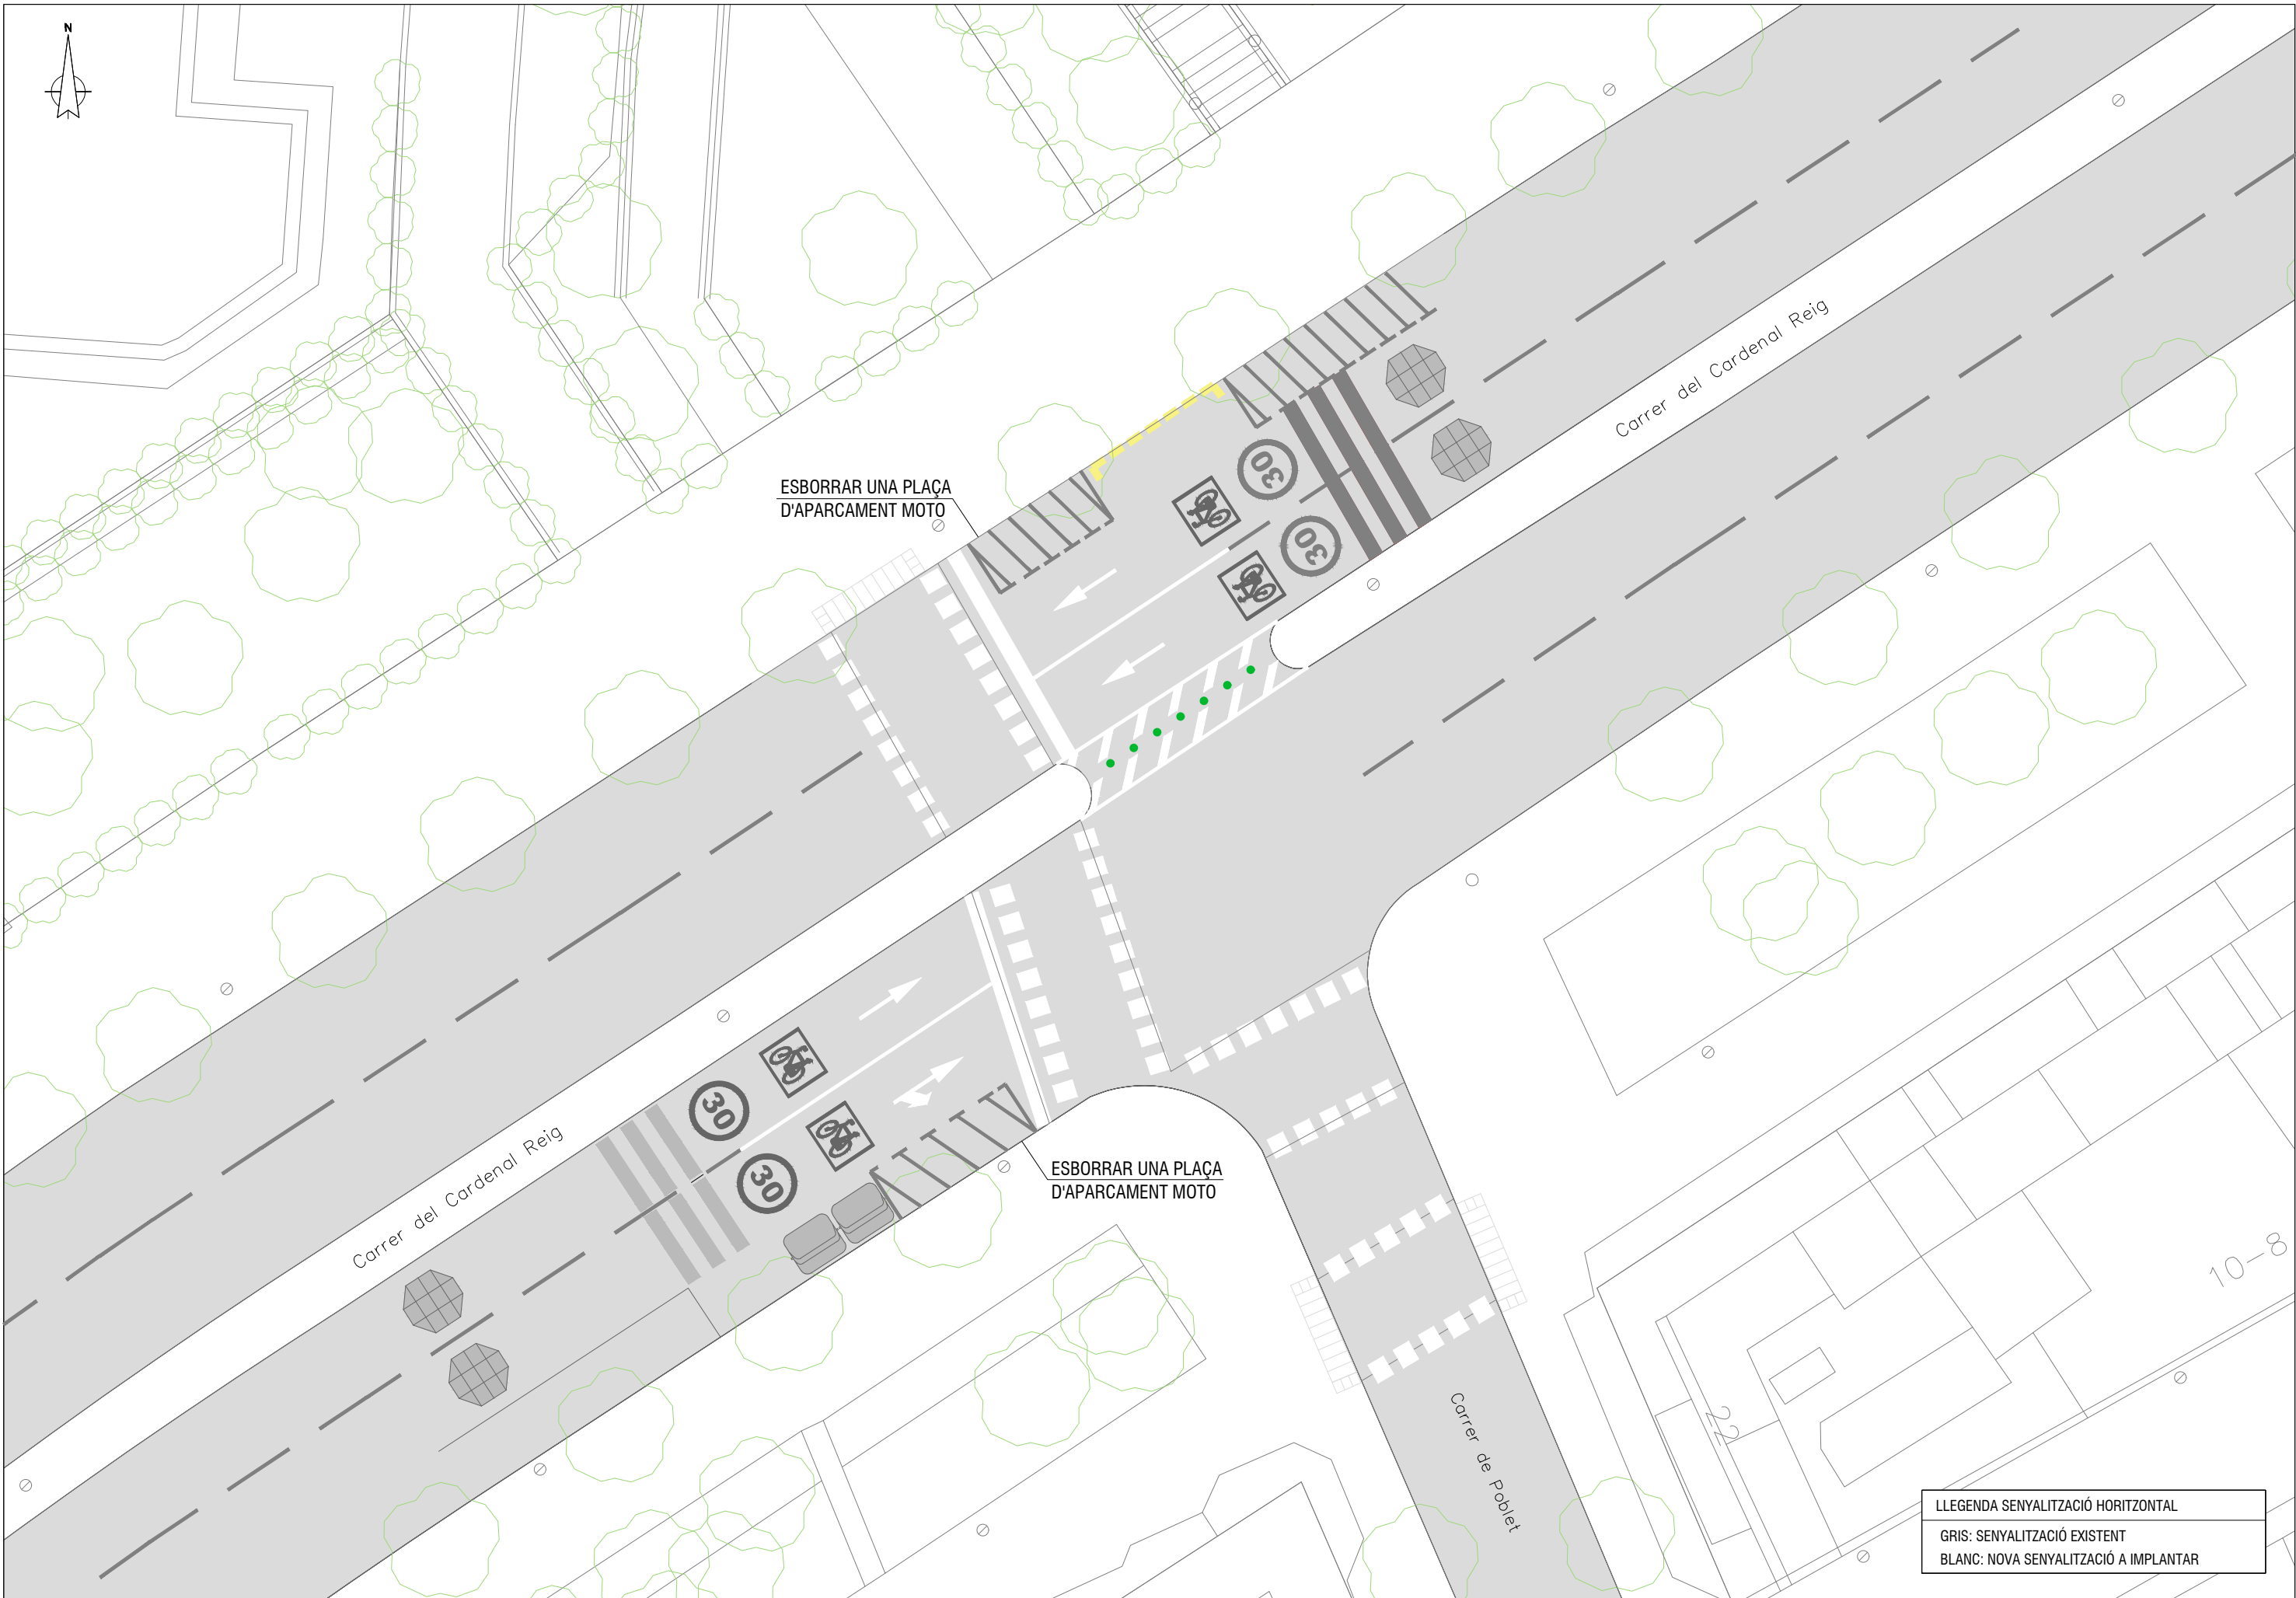 N
ESBORRAR UNA PLAÇA
D'APARCAMENT MOTO
Carrer del Cardenal Reig
30
30
30
30
Carrer del Cardenal Reig
ESBORRAR UNA PLAÇA
D'APARCAMENT MOTO
Carrer de Poblet
22
10-8
LLEGENDA SENYALITZACIÓ HORITZONTAL
GRIS: SENYALITZACIÓ EXISTENT
BLANC: NOVA SENYALITZACIÓ A IMPLANTAR